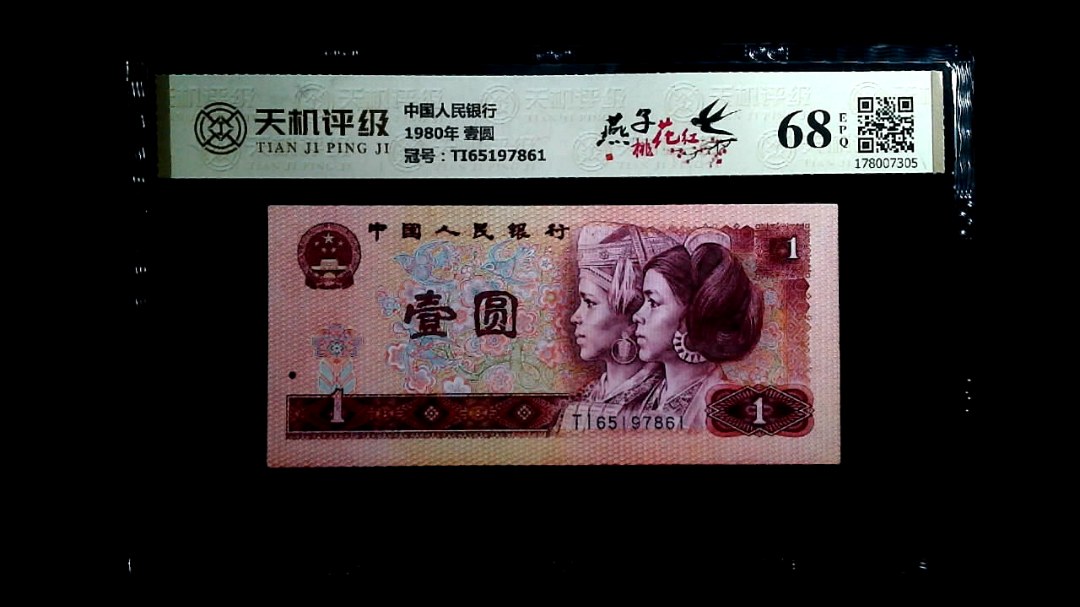 天机评级
TIAN JI PING JI
中国人民银行
1980年 壹圆
冠号：TI65197861
燕子
桃花红
68
EPQ
178007305
中国人民银行
1
壹圆
1
TI65197861
1